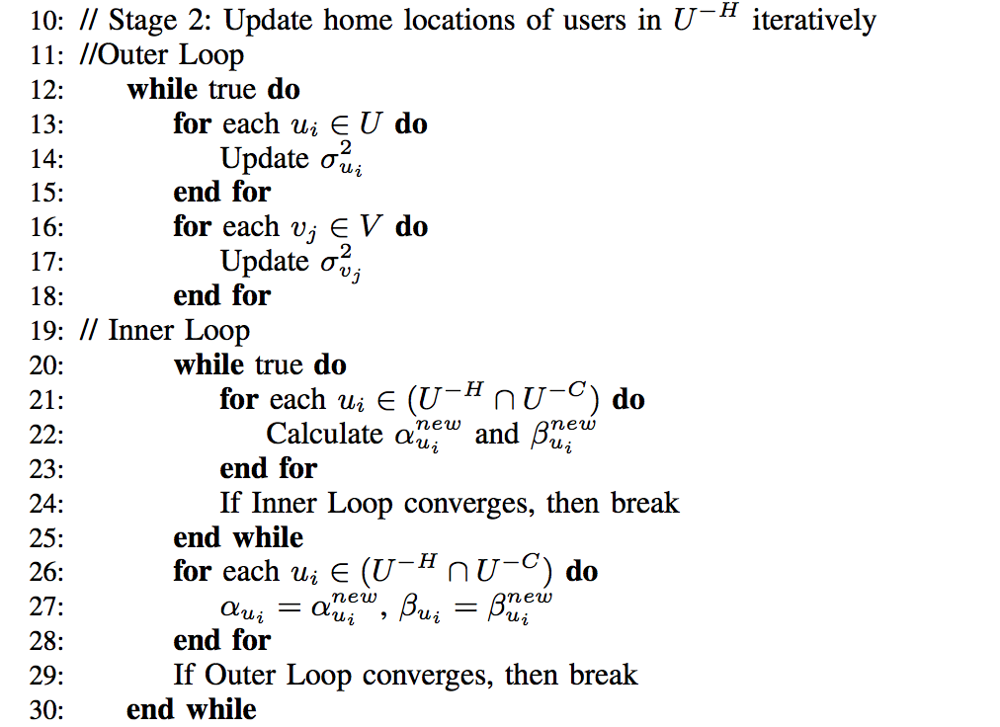 10: // Stage 2: Update home locations of users in $U^{-H}$ iteratively
11: //Outer Loop
12: while true do
13: for each $u_i \in U$ do
14: Update $\sigma^2_{u_i}$
15: end for
16: for each $v_j \in V$ do
17: Update $\sigma^2_{v_j}$
18: end for
19: // Inner Loop
20: while true do
21: for each $u_i \in (U^{-H} \cap U^{-C})$ do
22: Calculate $\alpha^{new}_{u_i}$ and $\beta^{new}_{u_i}$
23: end for
24: If Inner Loop converges, then break
25: end while
26: for each $u_i \in (U^{-H} \cap U^{-C})$ do
27: $\alpha_{u_i} = \alpha^{new}_{u_i}, \beta_{u_i} = \beta^{new}_{u_i}$
28: end for
29: If Outer Loop converges, then break
30: end while